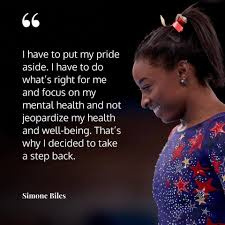 “
I have to put my pride
aside. I have to do
what's right for me
and focus on my
mental health and not
jeopardize my health
and well-being. That's
why I decided to take
a step back.
Simone Biles